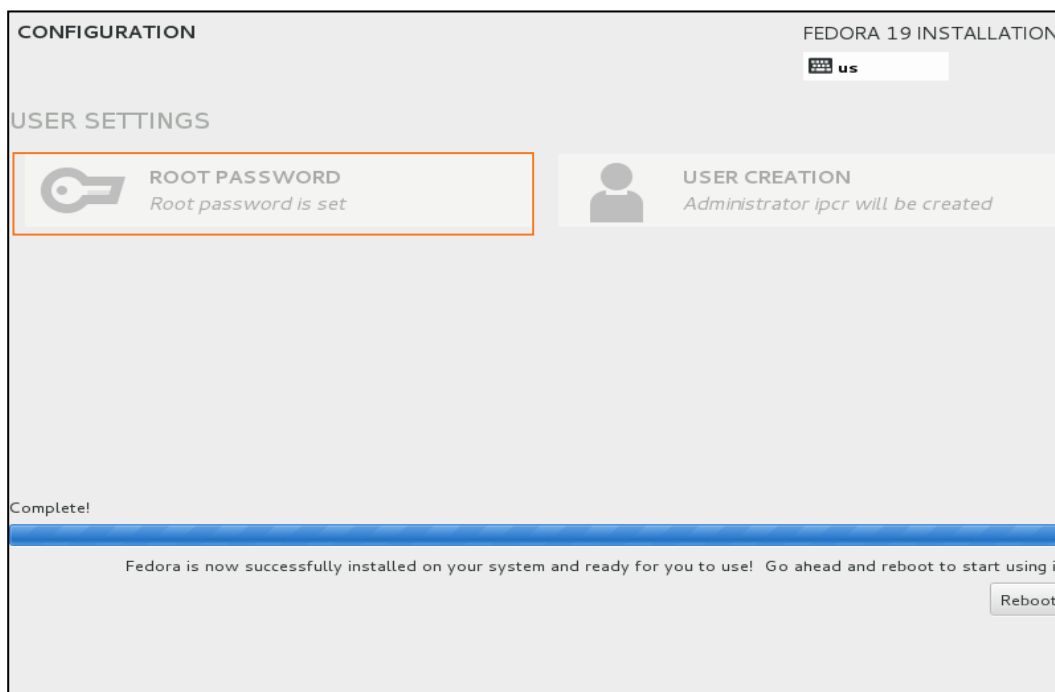 CONFIGURATION
FEDORA 19 INSTALLATION
us
USER SETTINGS
ROOT PASSWORD
Root password is set
USER CREATION
Administrator ipcr will be created
Complete!
Fedora is now successfully installed on your system and ready for you to use! Go ahead and reboot to start using i
Reboot